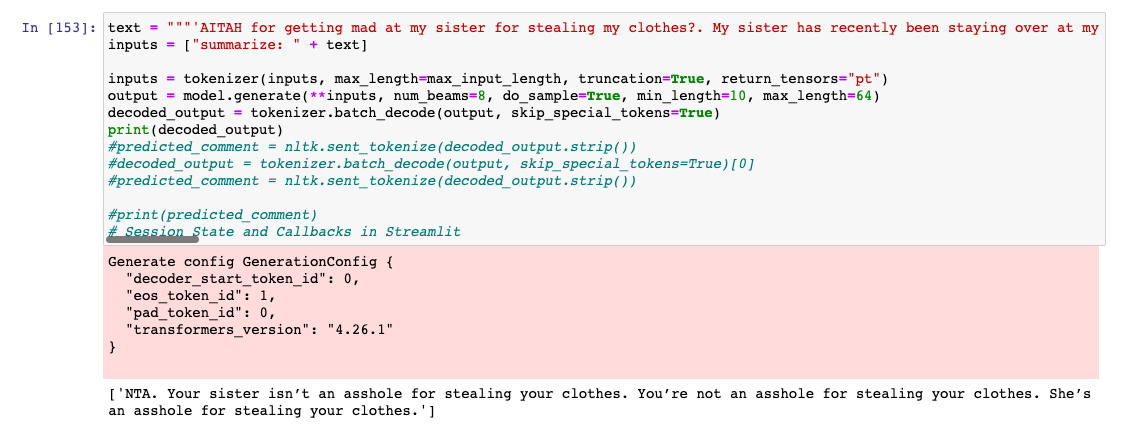 In [153]: text = """'AITAH for getting mad at my sister for stealing my clothes?. My sister has recently been staying over at my
inputs = ["summarize: " + text]
inputs = tokenizer(inputs, max_length=max_input_length, truncation=True, return_tensors="pt")
output = model.generate(**inputs, num_beams=8, do_sample=True, min_length=10, max_length=64)
decoded_output = tokenizer.batch_decode(output, skip_special_tokens=True)
print(decoded_output)
#predicted_comment = nltk.sent_tokenize(decoded_output.strip())
#decoded_output = tokenizer.batch_decode(output, skip_special_tokens=True)[0]
#predicted_comment = nltk.sent_tokenize(decoded_output.strip())
#print(predicted_comment)
# Session State and Callbacks in Streamlit
Generate config GenerationConfig {
"decoder_start_token_id": 0,
"eos_token_id": 1,
"pad_token_id": 0,
"transformers_version": "4.26.1"
}
['NTA. Your sister isn’t an asshole for stealing your clothes. You’re not an asshole for stealing your clothes. She’s
an asshole for stealing your clothes.']